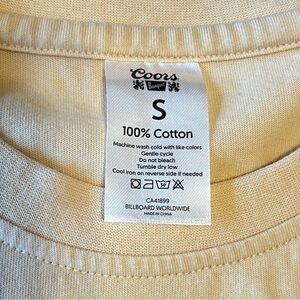 Coors
Banquet
S
100% Cotton
Machine wash cold with like colors
Gentle cycle
Do not bleach
Tumble dry low
Cool iron on reverse side if needed
CA41899
BILLBOARD WORLDWIDE
MADE IN CHINA